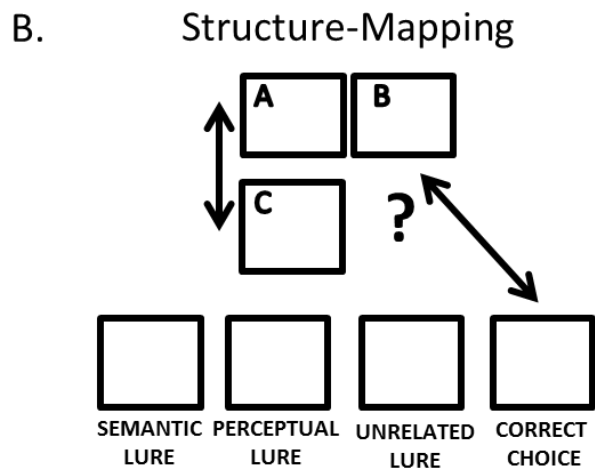 B. Structure-Mapping
A B
C ?
SEMANTIC LURE
PERCEPTUAL LURE
UNRELATED LURE
CORRECT CHOICE